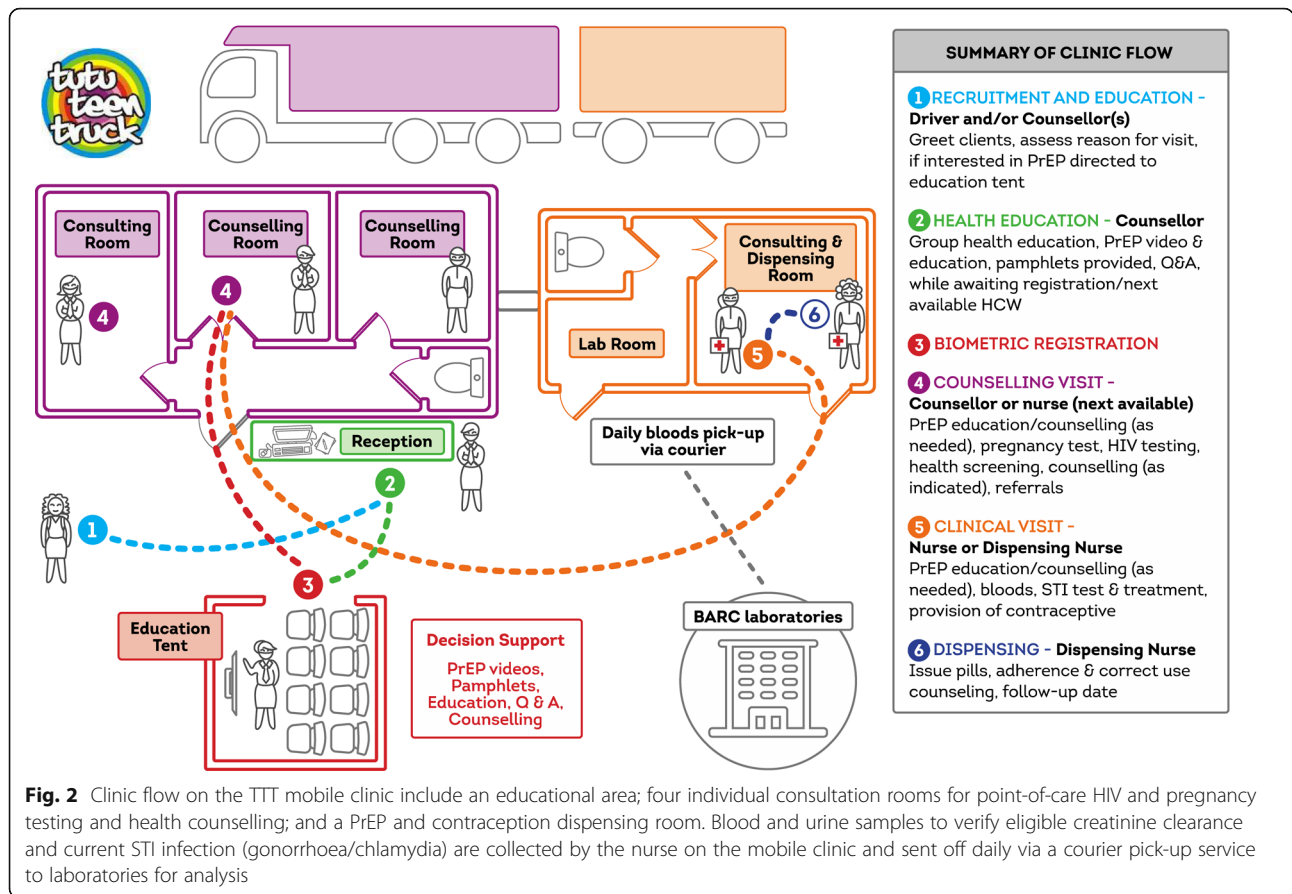 tutu
teen
truck
Consulting
Room
Counselling
Room
Counselling
Room
4
4
Reception
1
2
3
Education
Tent
Decision Support
PrEP videos,
Pamphlets,
Education, Q & A,
Counselling
Consulting &
Dispensing
Room
Lab Room
5
6
Daily bloods pick-up
via courier
BARC laboratories
SUMMARY OF CLINIC FLOW
1 RECRUITMENT AND EDUCATION –
Driver and/or Counsellor(s)
Greet clients, assess reason for visit,
if interested in PrEP directed to
education tent
2 HEALTH EDUCATION – Counsellor
Group health education, PrEP video &
education, pamphlets provided, Q&A,
while awaiting registration/next
available HCW
3 BIOMETRIC REGISTRATION
4 COUNSELLING VISIT –
Counsellor or nurse (next available)
PrEP education/counselling (as
needed), pregnancy test, HIV testing,
health screening, counselling (as
indicated), referrals
5 CLINICAL VISIT –
Nurse or Dispensing Nurse
PrEP education/counselling (as
needed), bloods, STI test & treatment,
provision of contraceptive
6 DISPENSING – Dispensing Nurse
Issue pills, adherence & correct use
counseling, follow-up date
Fig. 2 Clinic flow on the TTT mobile clinic include an educational area; four individual consultation rooms for point-of-care HIV and pregnancy
testing and health counselling; and a PrEP and contraception dispensing room. Blood and urine samples to verify eligible creatinine clearance
and current STI infection (gonorrhoea/chlamydia) are collected by the nurse on the mobile clinic and sent off daily via a courier pick-up service
to laboratories for analysis